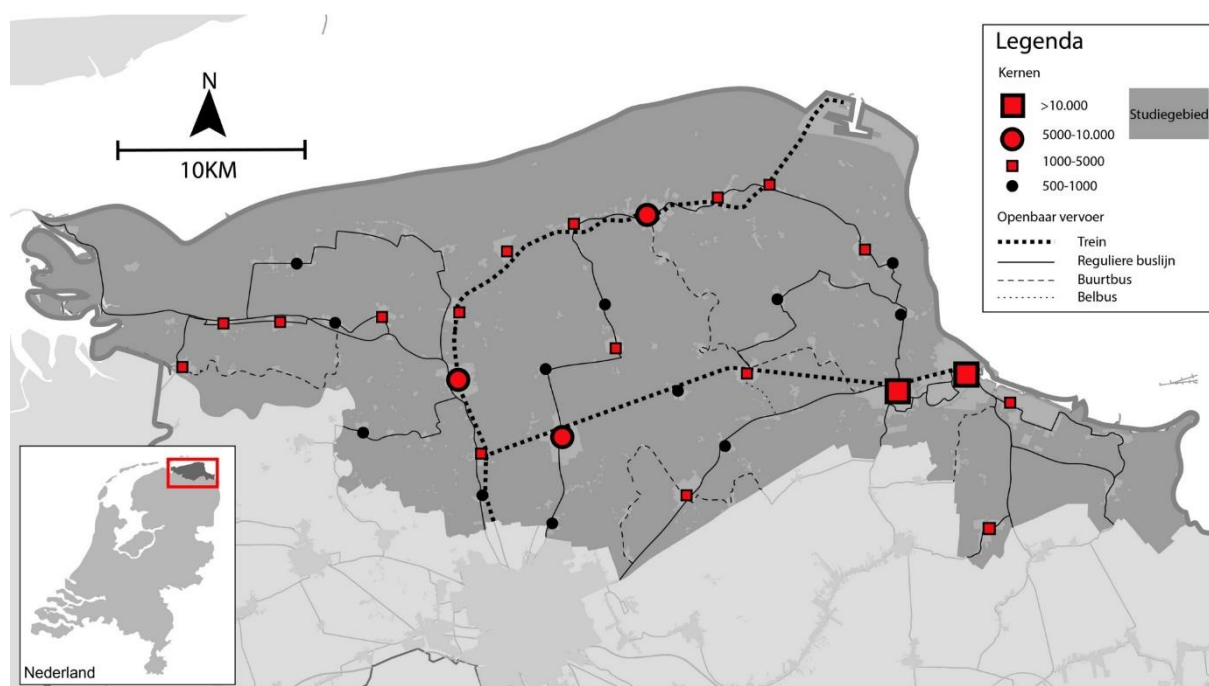 N
10KM
Legenda
Kernen
>10.000
5000-10.000
1000-5000
500-1000
Studiegebied
Openbaar vervoer
Trein
Reguliere buslijn
Buurtbus
Belbus
Nederland